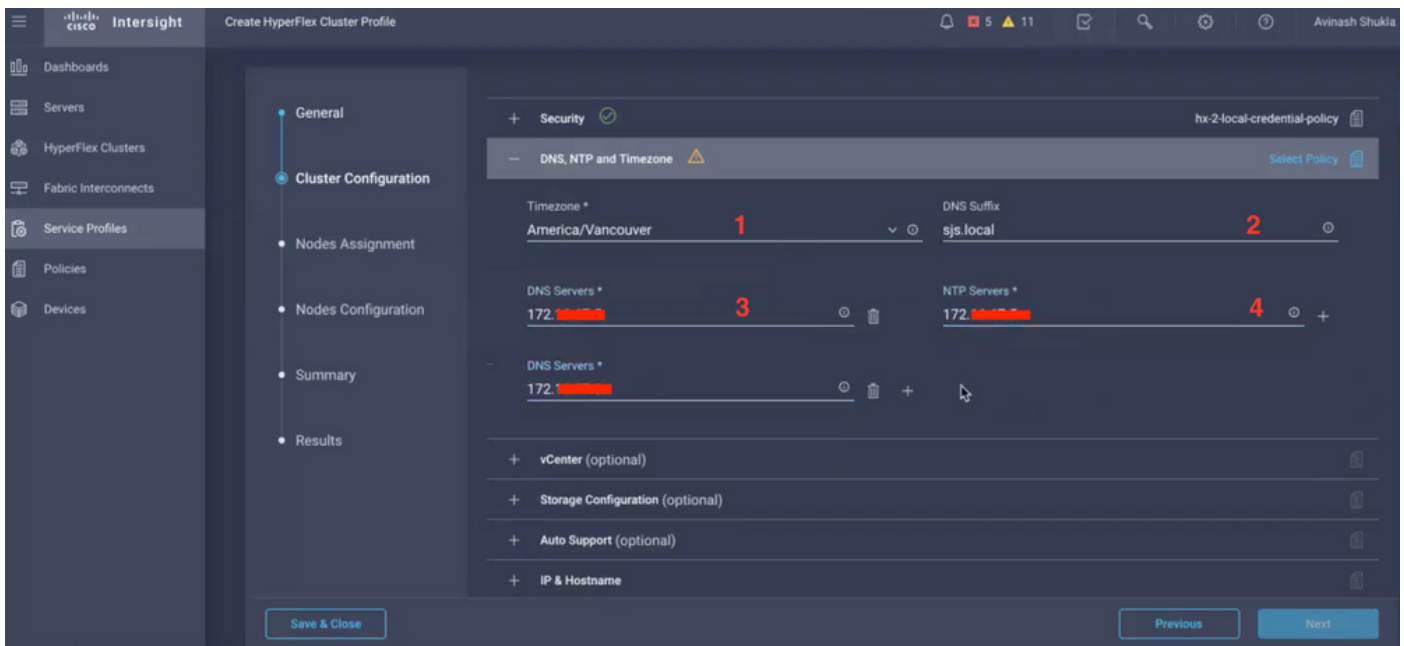 cisco Intersight Create HyperFlex Cluster Profile 5 11 Avinash Shukla
Dashboards
Servers
HyperFlex Clusters
Fabric Interconnects
Service Profiles
Policies
Devices
General
Cluster Configuration
Nodes Assignment
Nodes Configuration
Summary
Results
+ Security hx-2-local-credential-policy
− DNS, NTP and Timezone Select Policy
Timezone * DNS Suffix
America/Vancouver 1 sjs.local 2
DNS Servers * NTP Servers *
172. 3 172. 4 +
DNS Servers *
172.1 +
+ vCenter (optional)
+ Storage Configuration (optional)
+ Auto Support (optional)
+ IP & Hostname
Save & Close Previous Next